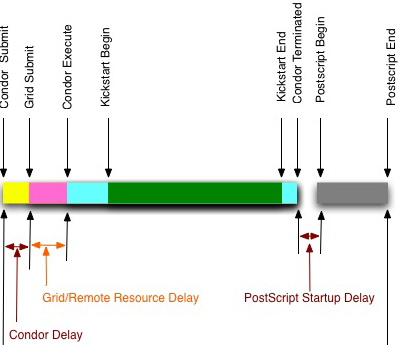 Condor Submit
Grid Submit
Condor Execute
Kickstart Begin
Kickstart End
Condor Terminated
Postscript Begin
Postscript End
Grid/Remote Resource Delay
PostScript Startup Delay
Condor Delay